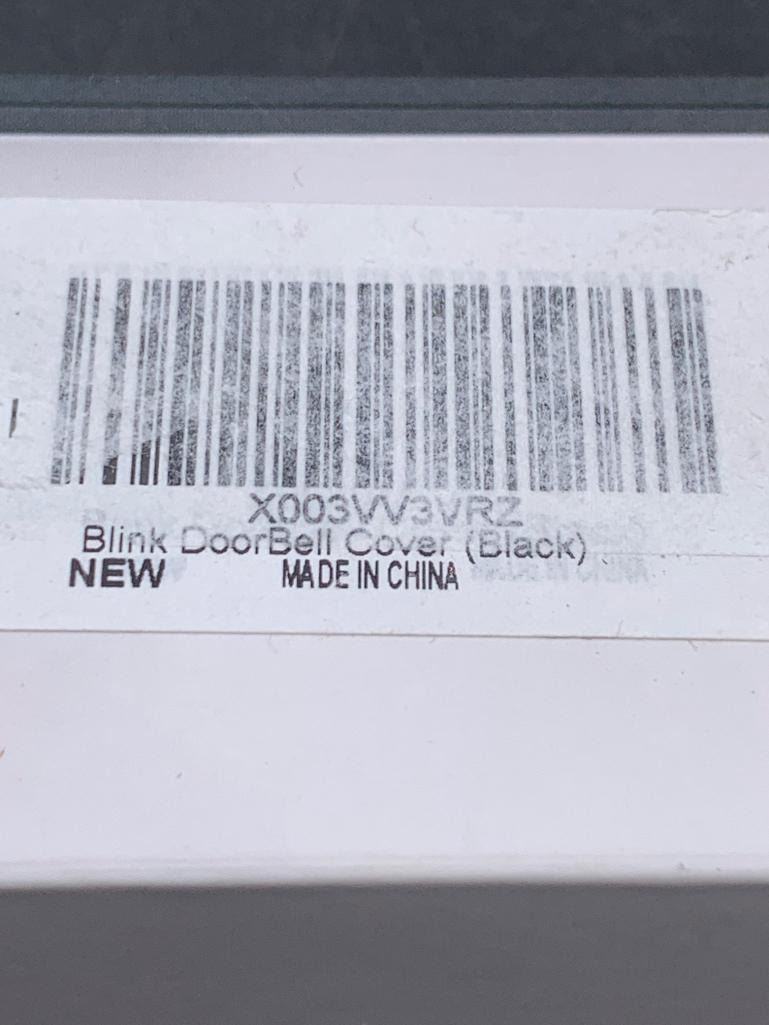 X003VV3VRZ
Blink DoorBell Cover (Black)
NEW MADE IN CHINA